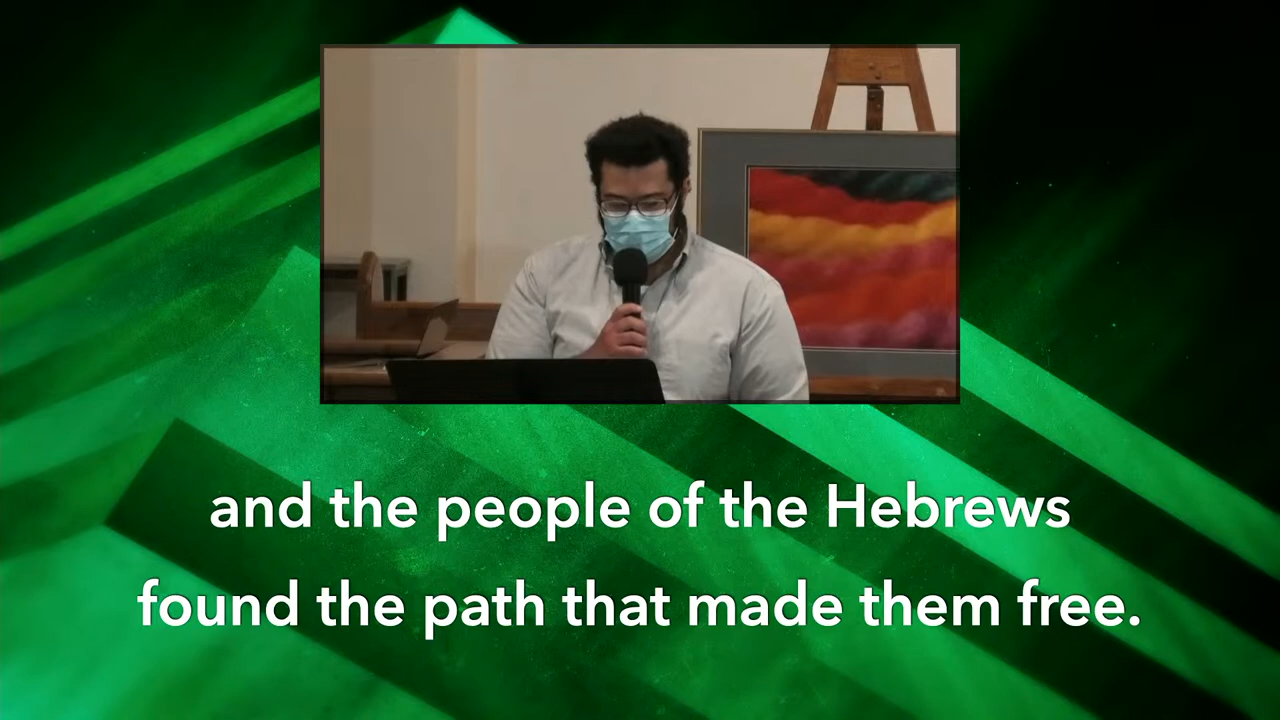 and the people of the Hebrews
found the path that made them free.